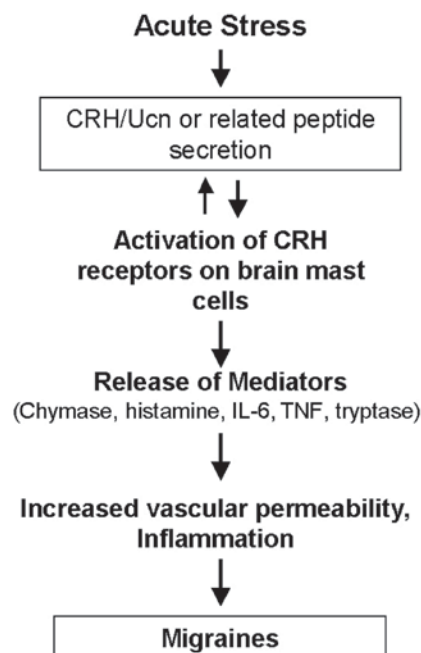 Acute Stress
CRH/Ucn or related peptide
secretion
Activation of CRH
receptors on brain mast
cells
Release of Mediators
(Chymase, histamine, IL-6, TNF, tryptase)
Increased vascular permeability,
Inflammation
Migraines